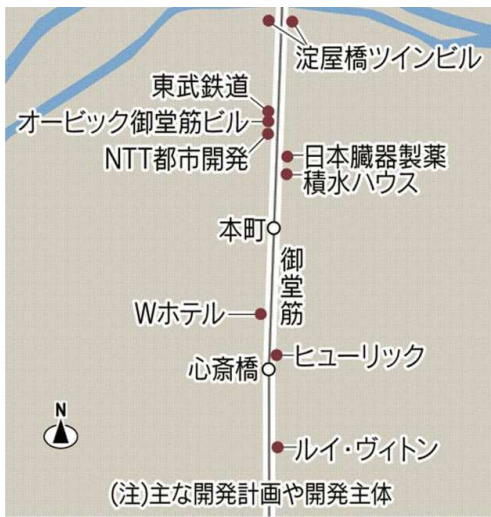 淀屋橋ツインビル
東武鉄道
オービック御堂筋ビル
NTT都市開発
日本臓器製薬
積水ハウス
本町
御堂筋
Wホテル
ヒューリック
心斎橋
N
ルイ・ヴィトン
(注)主な開発計画や開発主体